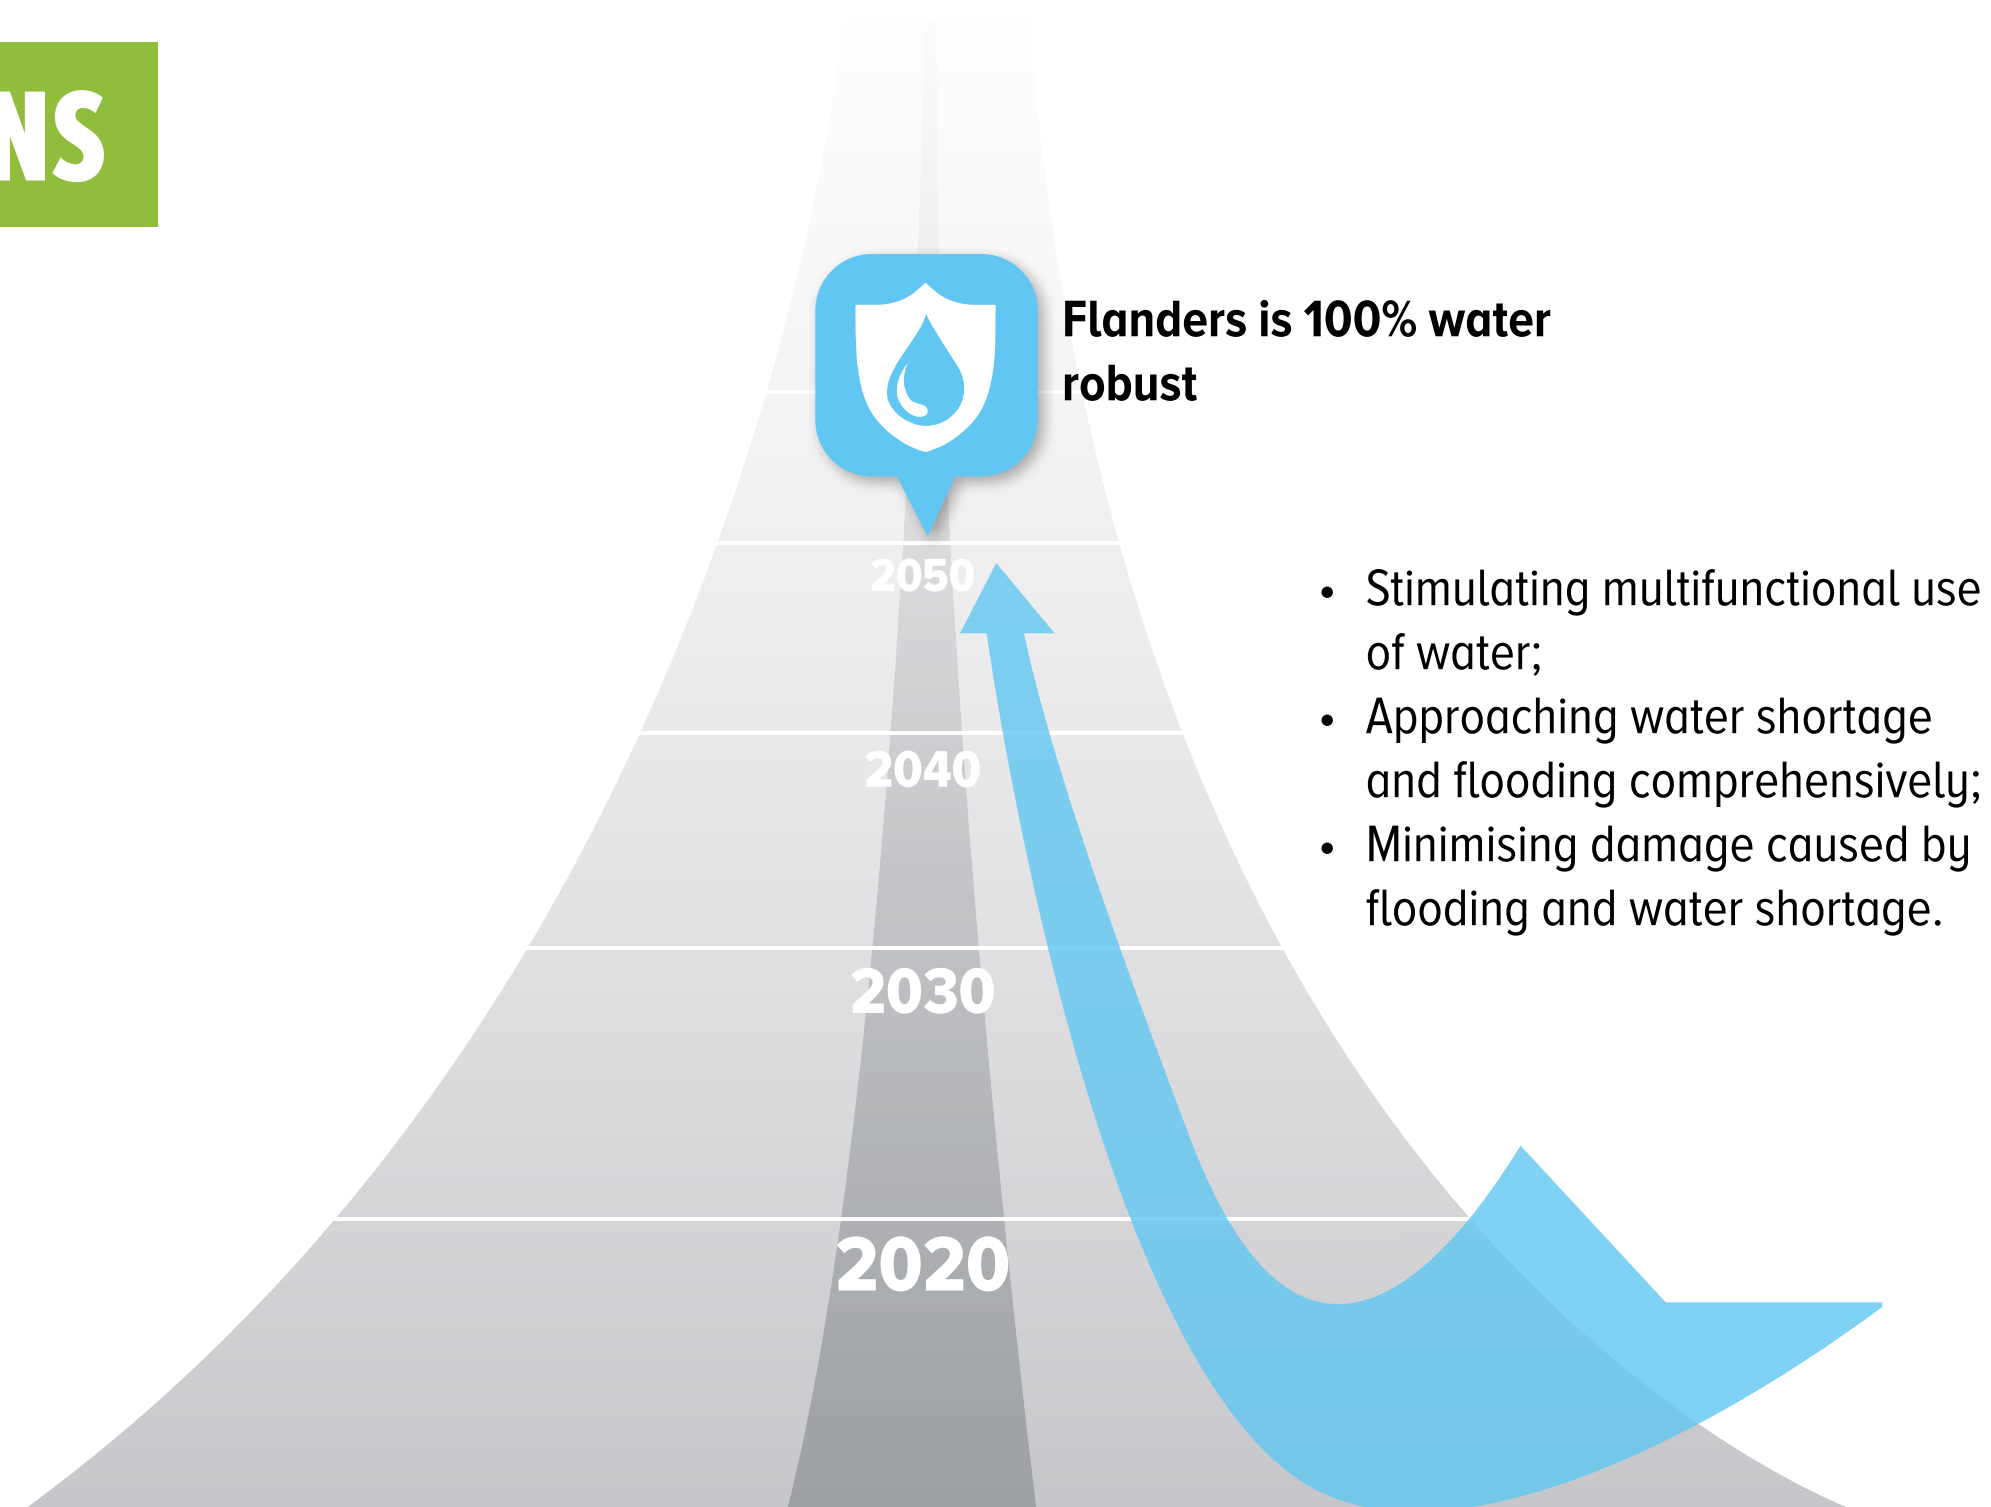 NS
Flanders is 100% water
robust
2050
• Stimulating multifunctional use
of water;
• Approaching water shortage
and flooding comprehensively;
• Minimising damage caused by
flooding and water shortage.
2040
2030
2020